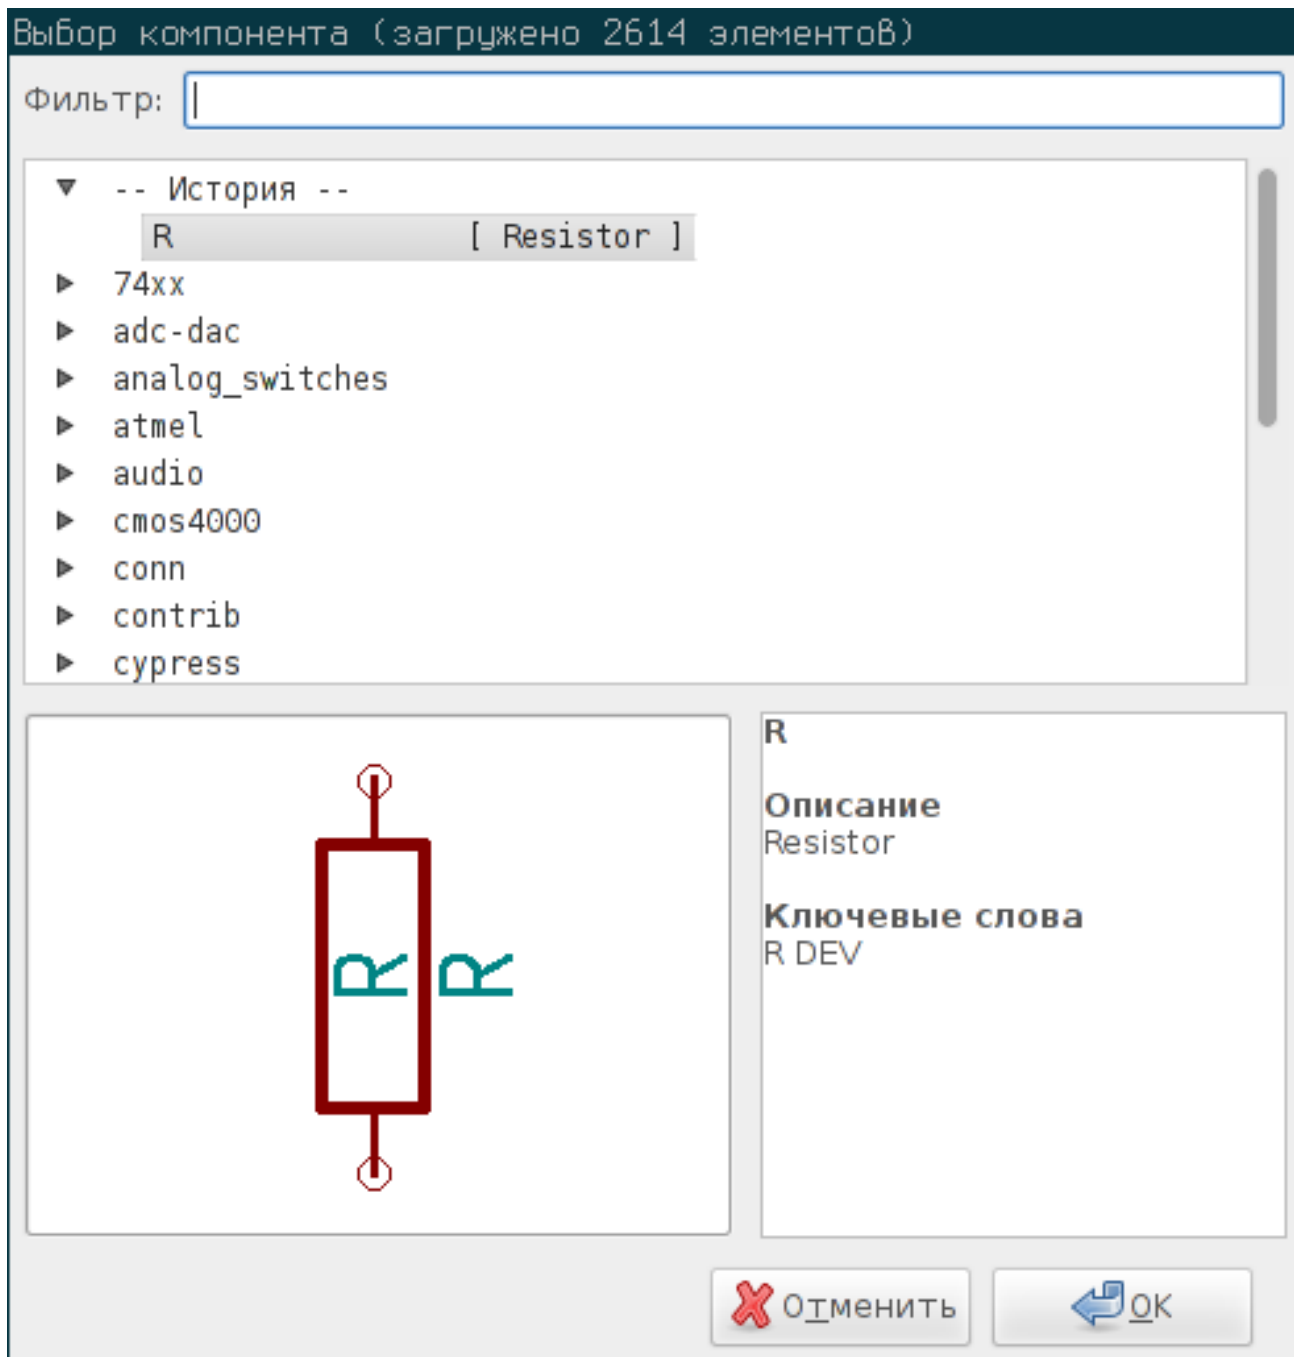 Выбор компонента (загружено 2614 элементов)
Фильтр:
-- История --
R [ Resistor ]
74xx
adc-dac
analog_switches
atmel
audio
cmos4000
conn
contrib
cypress
R R
R
Описание
Resistor
Ключевые слова
R DEV
Отменить
OK